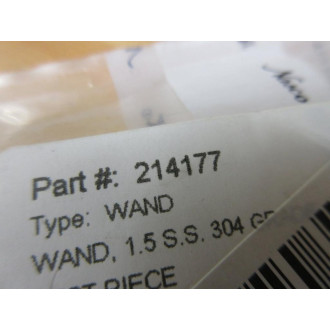 Part #: 214177
Type: WAND
WAND, 1.5 S.S. 304
PIECE